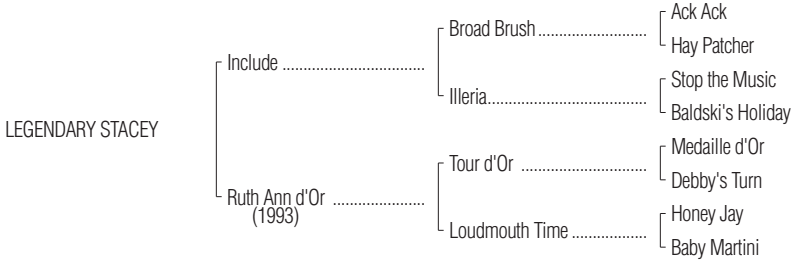 Ack Ack
Broad Brush ........................
Hay Patcher
Include ................................
Stop the Music
Illeria....................................
Baldski's Holiday
LEGENDARY STACEY
Medaille d'Or
Tour d'Or ............................
Debby's Turn
Ruth Ann d'Or .....................
(1993)
Honey Jay
Loudmouth Time .................
Baby Martini